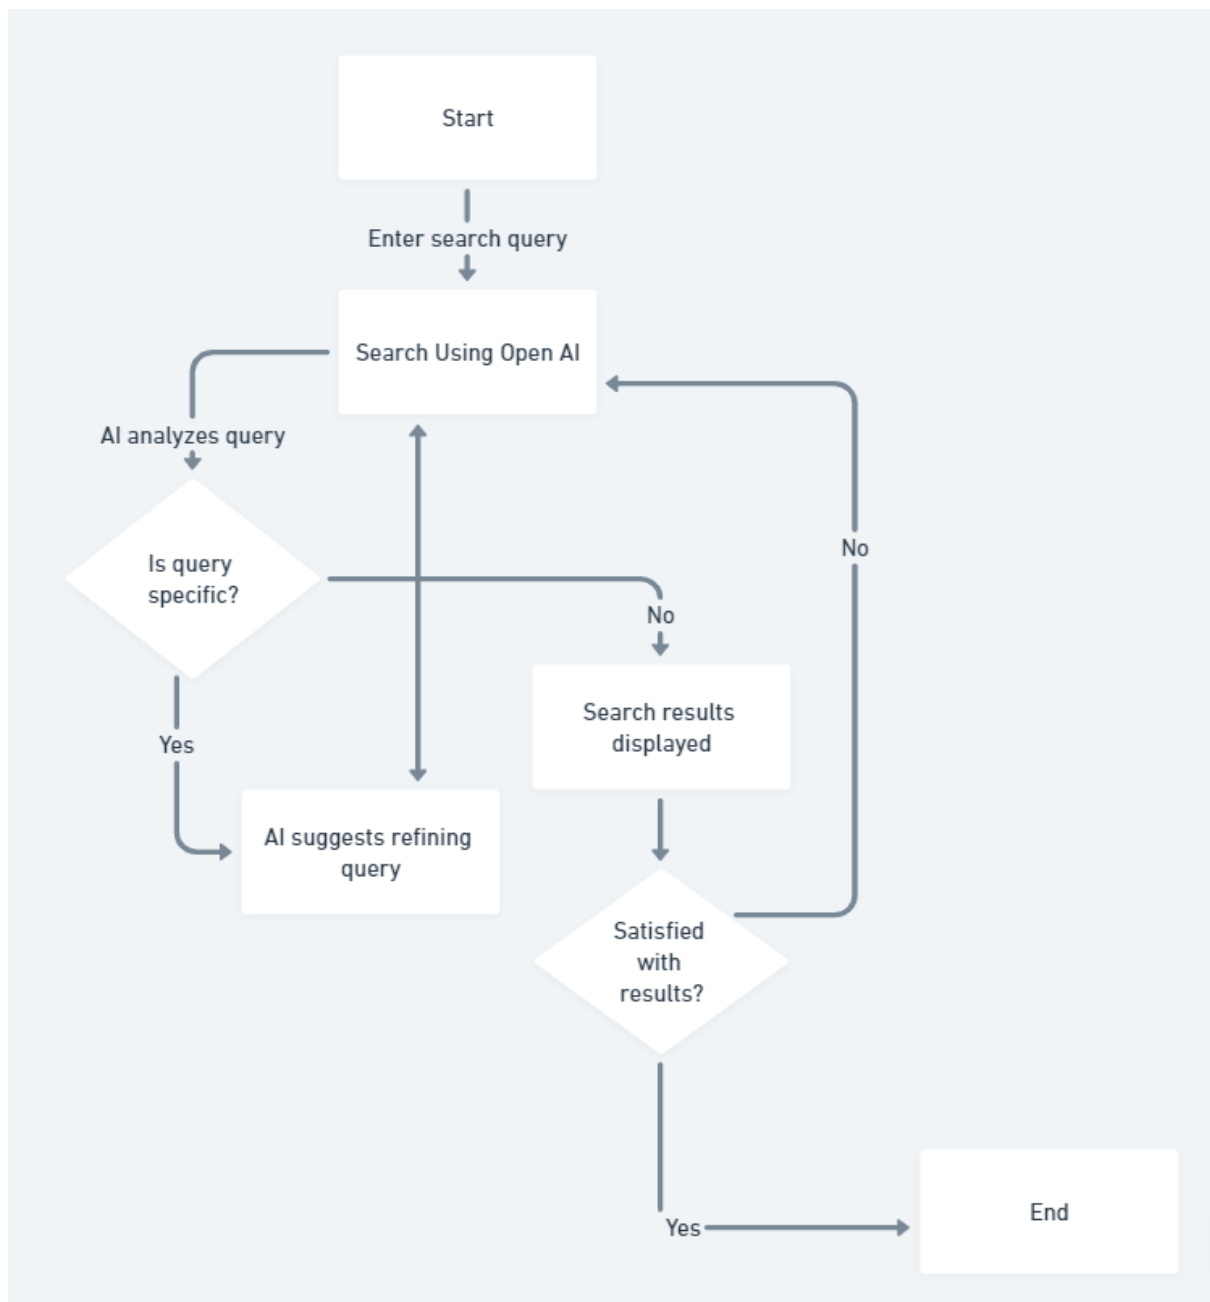 Start
Enter search query
Search Using Open AI
AI analyzes query
Is query
specific?
No
No
Search results
displayed
Yes
AI suggests refining
query
Satisfied
with
results?
Yes
End